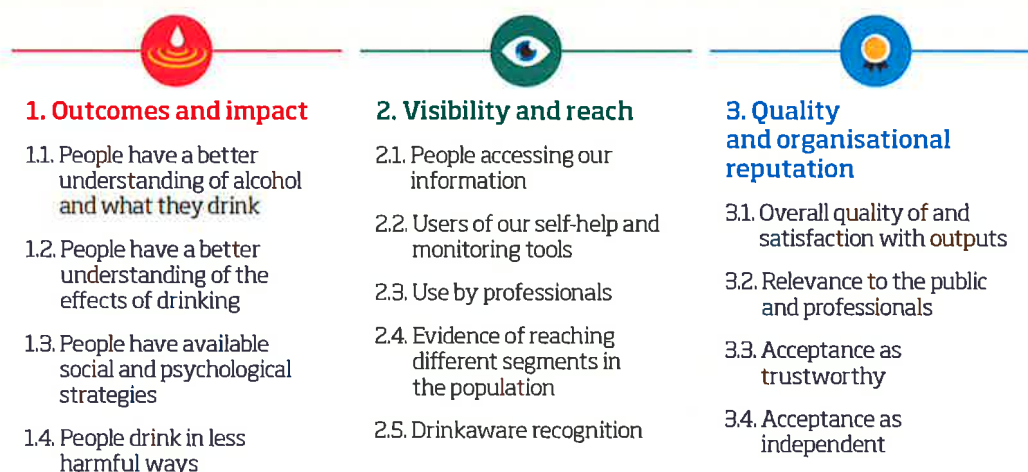 1. Outcomes and impact
1.1. People have a better
understanding of alcohol
and what they drink
1.2. People have a better
understanding of the
effects of drinking
1.3. People have available
social and psychological
strategies
1.4. People drink in less
harmful ways
2. Visibility and reach
2.1. People accessing our
information
2.2. Users of our self-help and
monitoring tools
2.3. Use by professionals
2.4. Evidence of reaching
different segments in
the population
2.5. Drinkaware recognition
3. Quality
and organisational
reputation
3.1. Overall quality of and
satisfaction with outputs
3.2. Relevance to the public
and professionals
3.3. Acceptance as
trustworthy
3.4. Acceptance as
independent